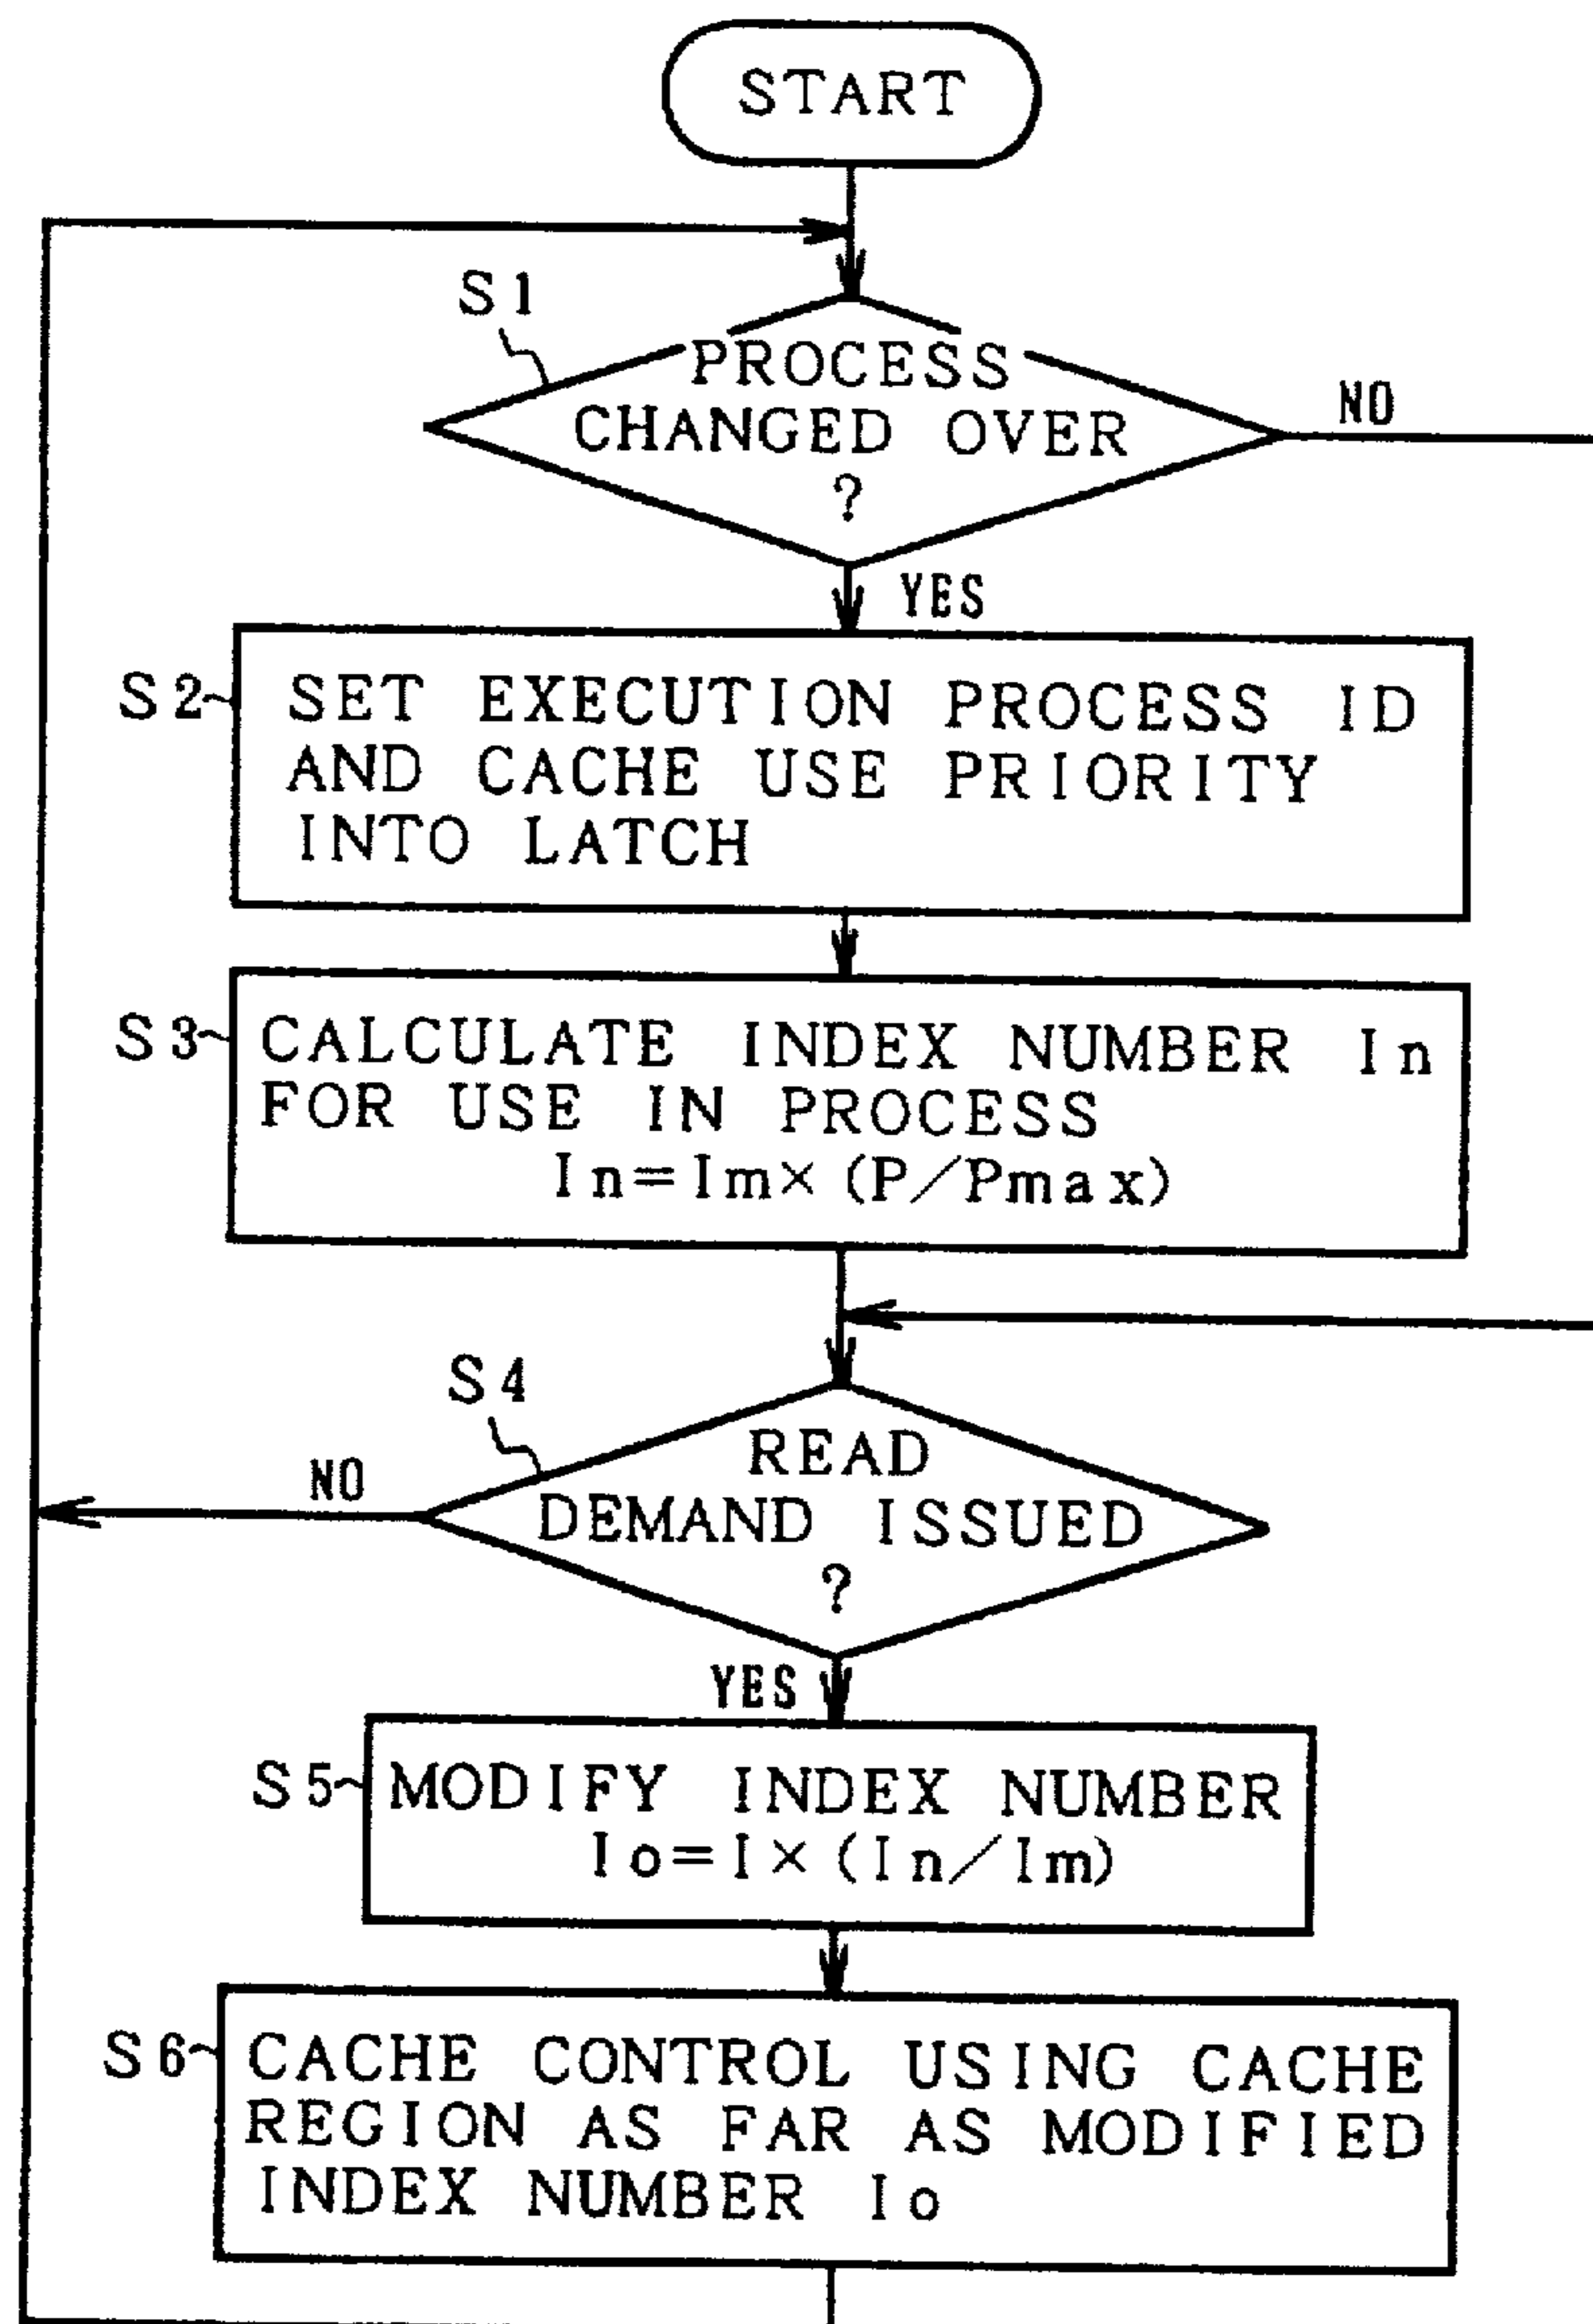 START
S1
PROCESS
CHANGED OVER
?
NO
YES
S2
SET EXECUTION PROCESS ID
AND CACHE USE PRIORITY
INTO LATCH
S3
CALCULATE INDEX NUMBER In
FOR USE IN PROCESS
In=Im×(P/Pmax)
S4
READ
DEMAND ISSUED
?
NO
YES
S5
MODIFY INDEX NUMBER
Io=I×(In/Im)
S6
CACHE CONTROL USING CACHE
REGION AS FAR AS MODIFIED
INDEX NUMBER Io